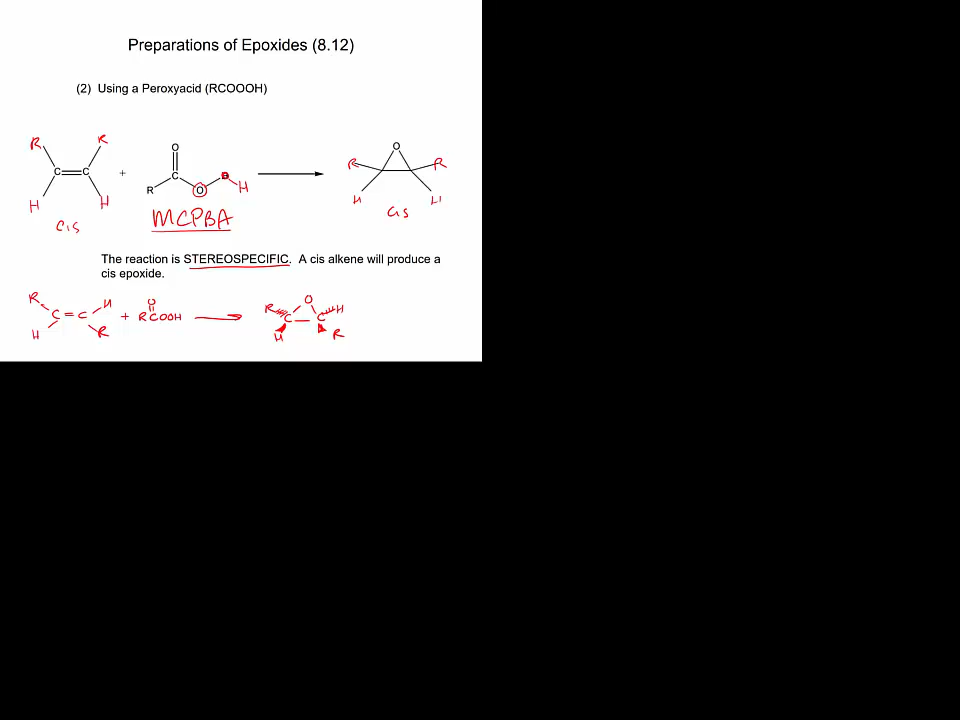 Preparations of Epoxides (8.12)
(2) Using a Peroxyacid (RCOOOH)
R R O O
C C + C R R
R O O H
H H H H
cis MCPBA cis
The reaction is STEREOSPECIFIC. A cis alkene will produce a
cis epoxide.
R H O R O H
C = C + RCOOH C C
H R H R